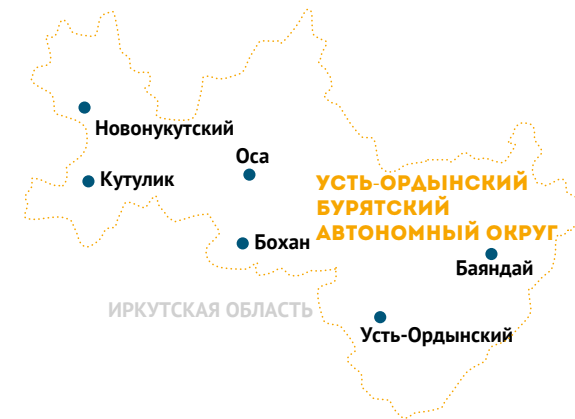 Новонукутский
Оса
Кутулик
УСТЬ-ОРДЫНСКИЙ
БУРЯТСКИЙ
АВТОНОМНЫЙ ОКРУГ
Бохан
Баяндай
ИРКУТСКАЯ ОБЛАСТЬ
Усть-Ордынский